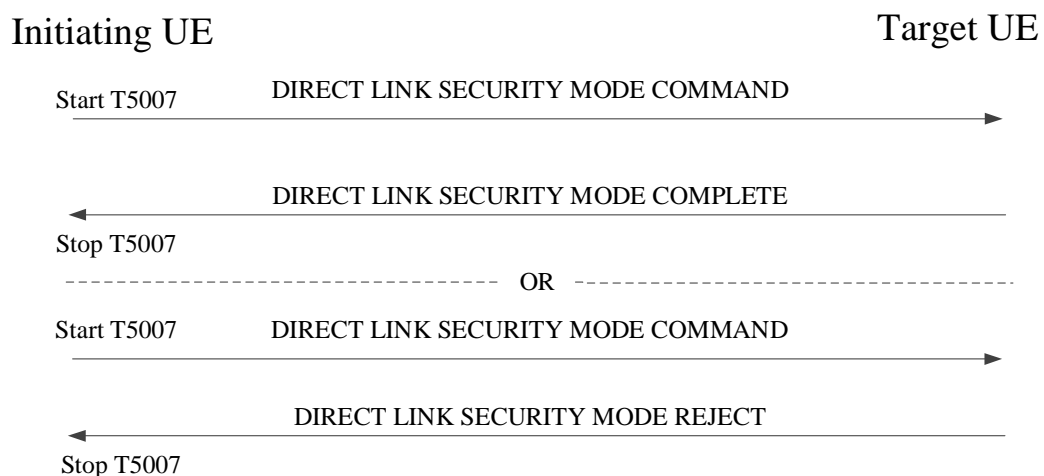 Initiating UE
Target UE
Start T5007
DIRECT LINK SECURITY MODE COMMAND
DIRECT LINK SECURITY MODE COMPLETE
Stop T5007
OR
Start T5007
DIRECT LINK SECURITY MODE COMMAND
DIRECT LINK SECURITY MODE REJECT
Stop T5007